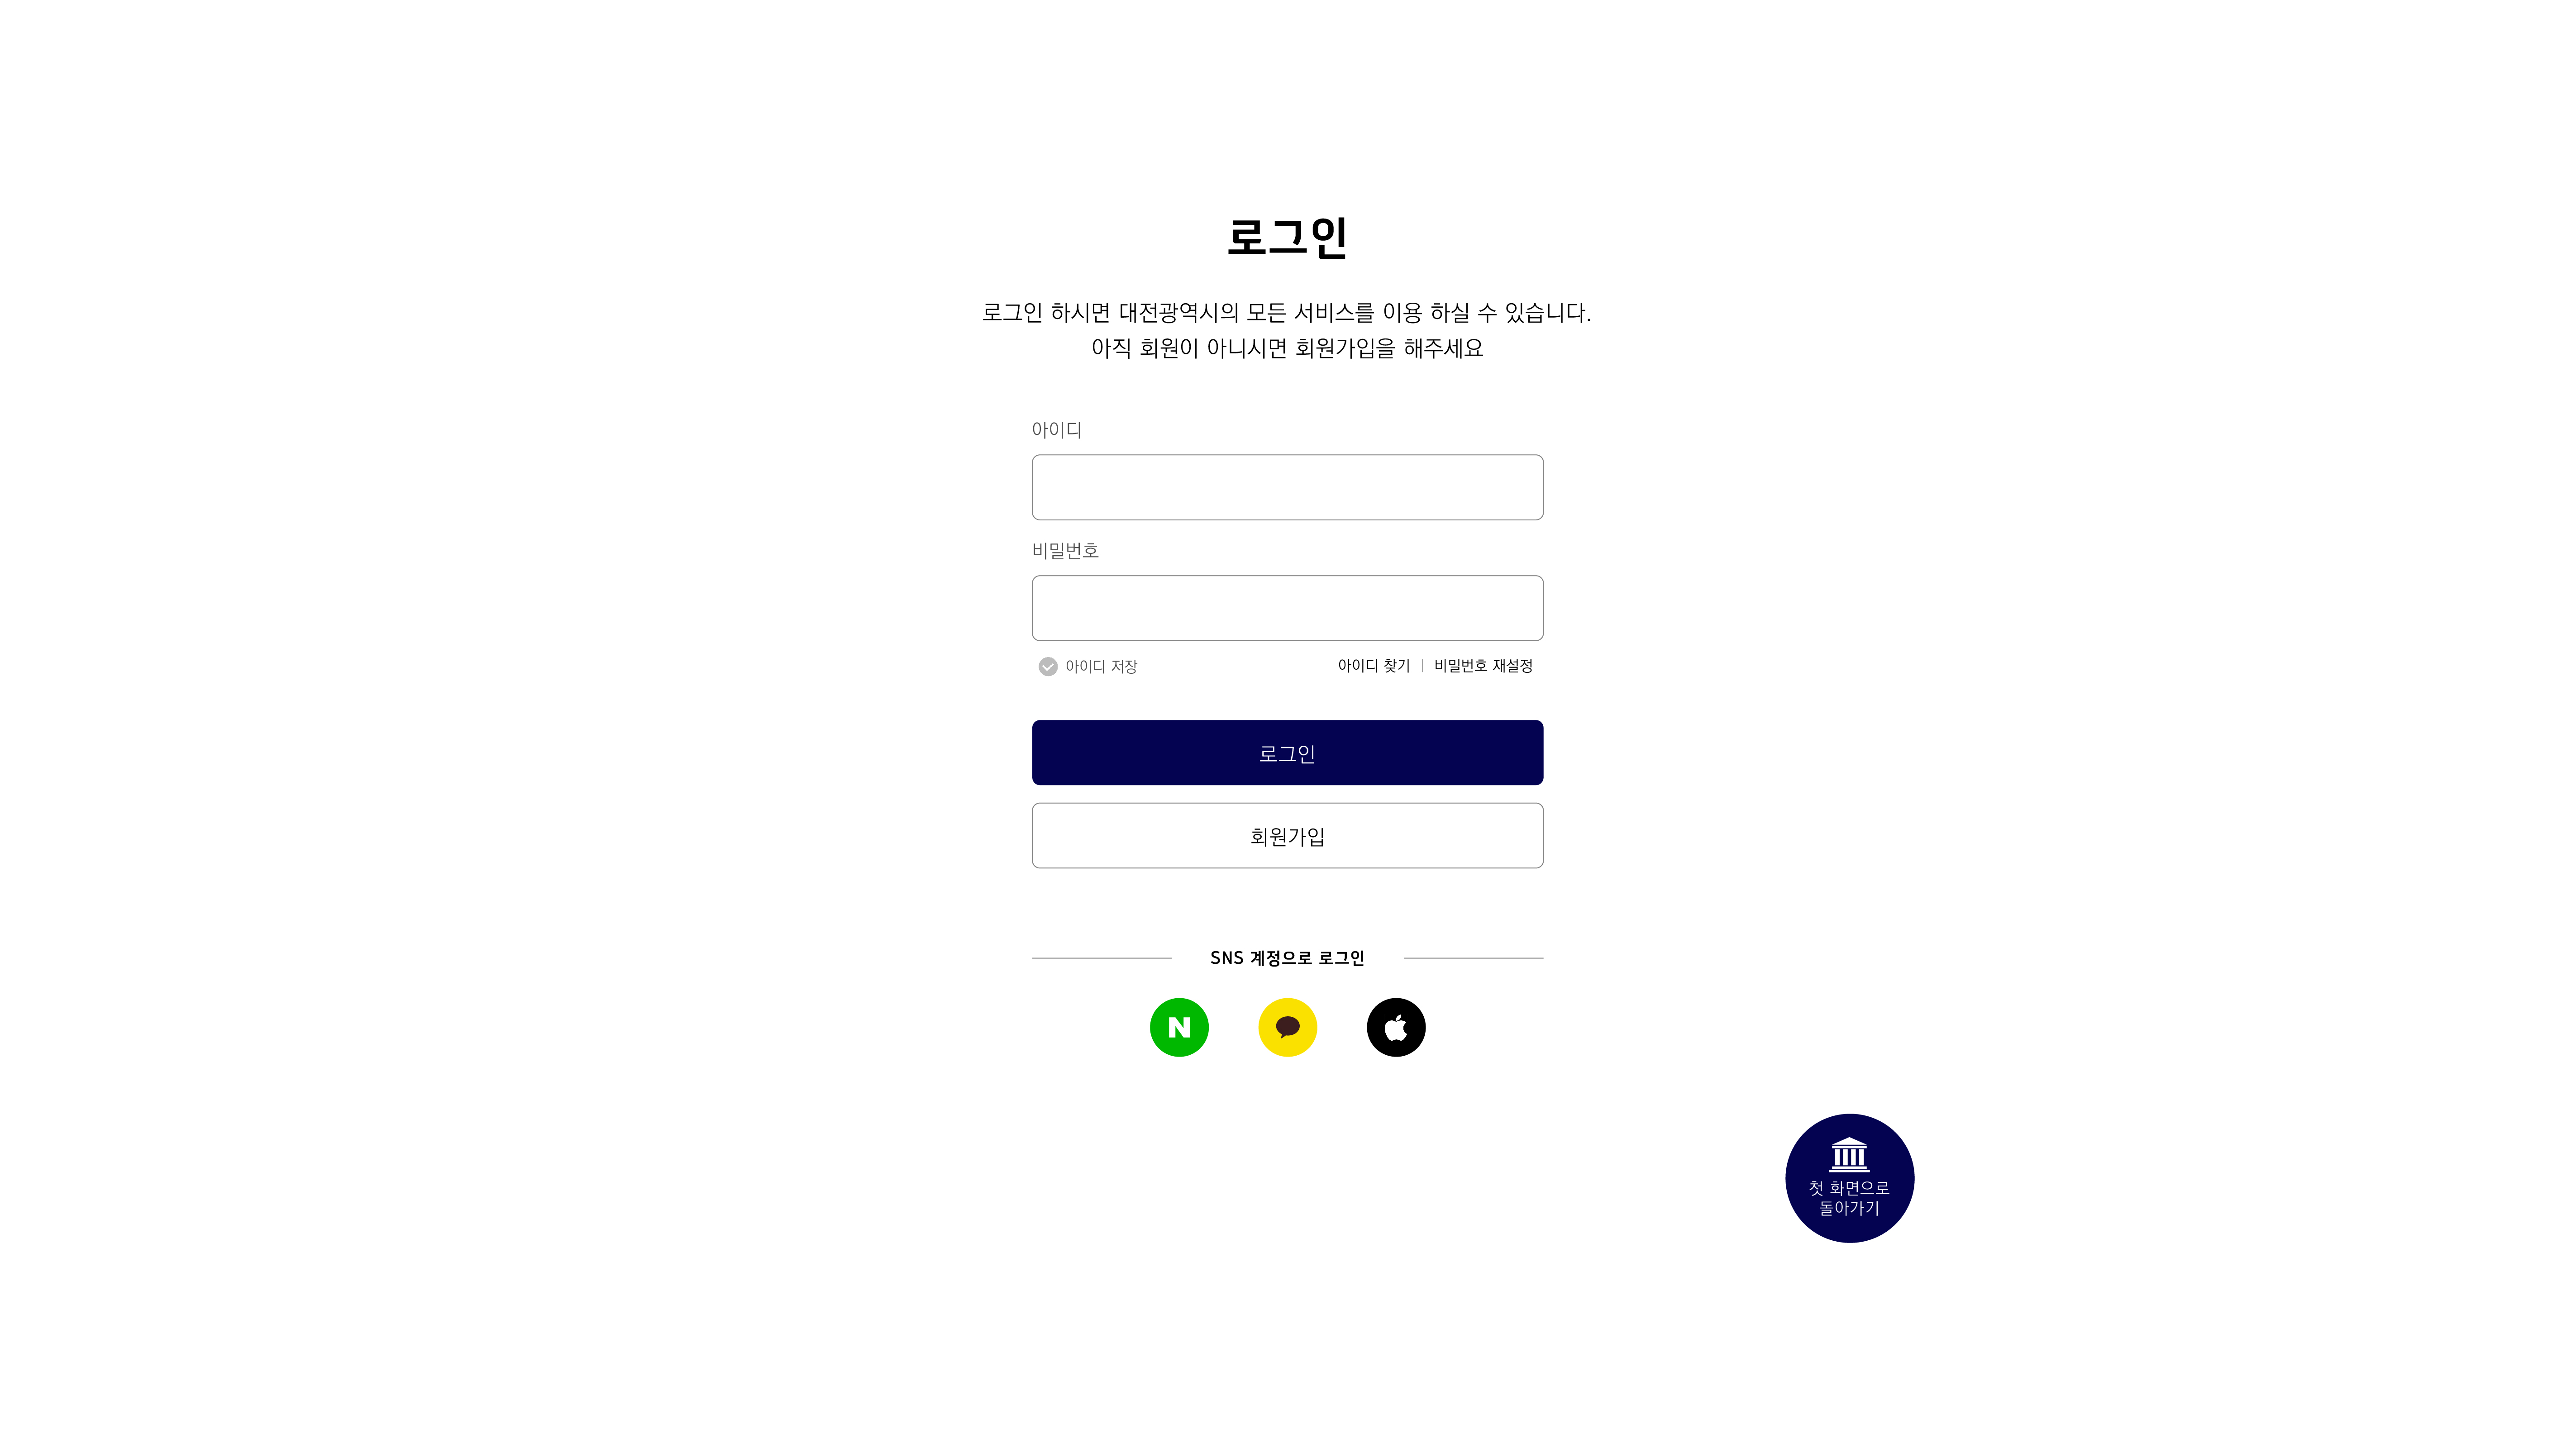 로그인
로그인 하시면 대전광역시의 모든 서비스를 이용 하실 수 있습니다.
아직 회원이 아니시면 회원가입을 해주세요
아이디
비밀번호
아이디 저장
아이디 찾기 | 비밀번호 재설정
로그인
회원가입
SNS 계정으로 로그인
N
첫 화면으로
돌아가기